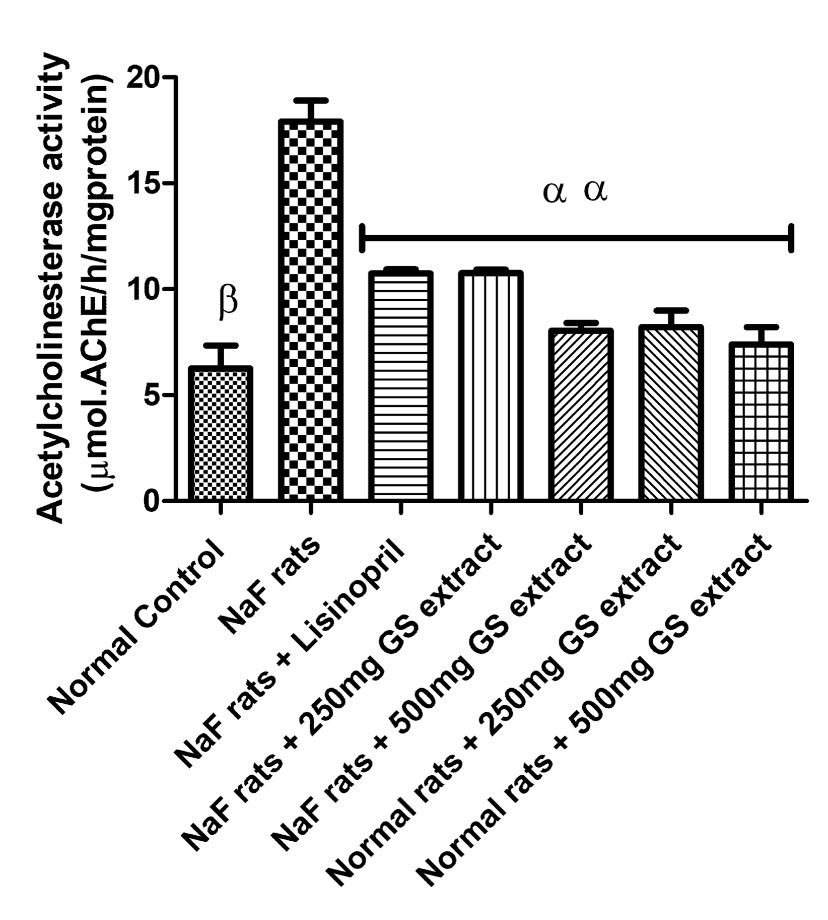 Acetylcholinesterase activity
(μmol.AChE/h/mgprotein)
20
15
10
5
0
β
α α
Normal Control
NaF rats
NaF rats + Lisinopril
NaF rats + 250mg GS extract
NaF rats + 500mg GS extract
Normal rats + 250mg GS extract
Normal rats + 500mg GS extract